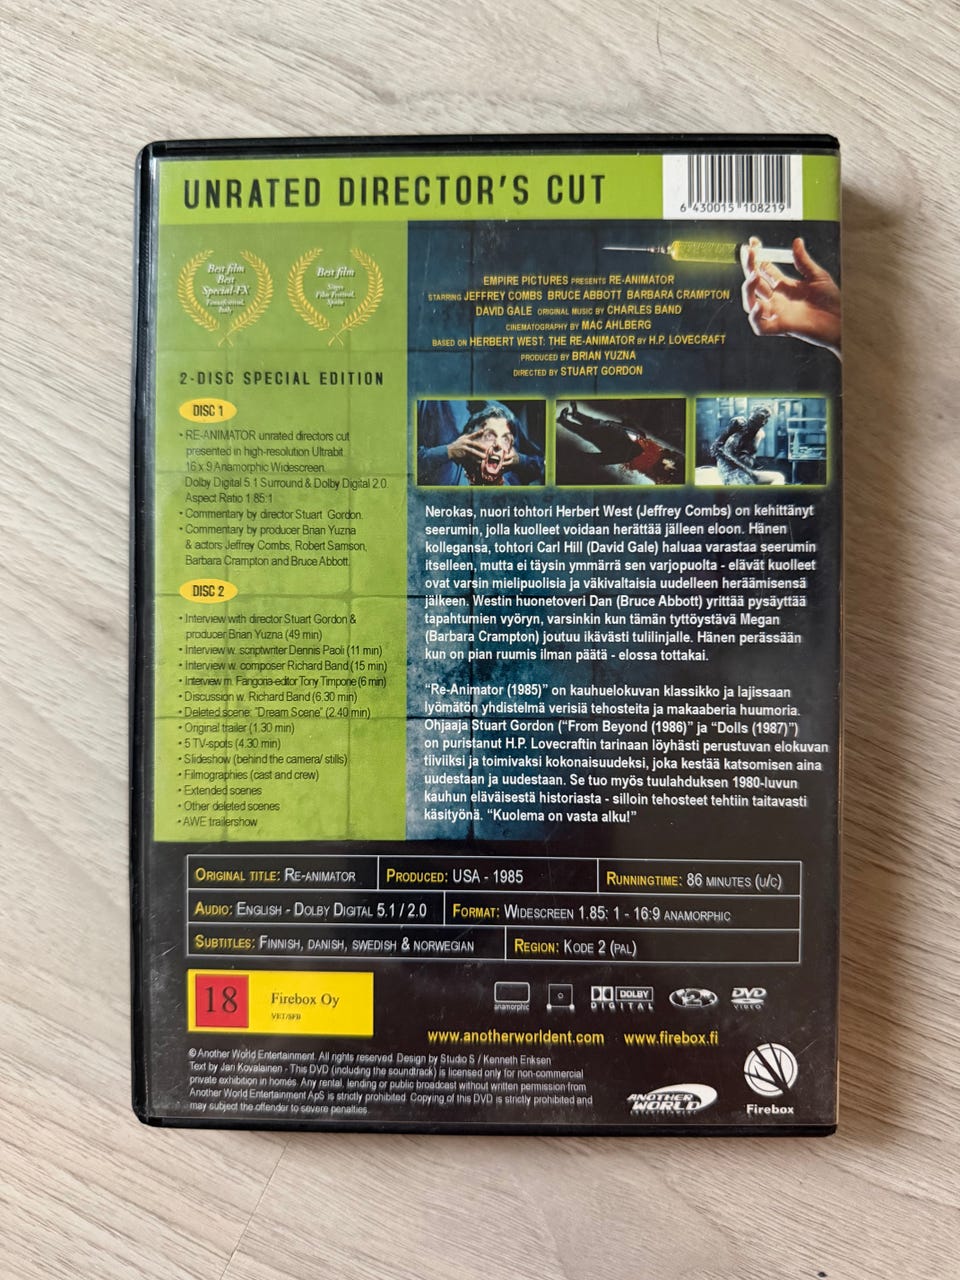 UNRATED DIRECTOR'S CUT
6 430015 108219
Best film
Best
Special-FX
Fantafestival,
Italy
Best film
Sitges
Film Festival,
Spain
EMPIRE PICTURES PRESENTS RE-ANIMATOR
STARRING JEFFREY COMBS BRUCE ABBOTT BARBARA CRAMPTON
DAVID GALE ORIGINAL MUSIC BY CHARLES BAND
CINEMATOGRAPHY BY MAC AHLBERG
BASED ON HERBERT WEST: THE RE-ANIMATOR BY H.P. LOVECRAFT
PRODUCED BY BRIAN YUZNA
DIRECTED BY STUART GORDON
2-DISC SPECIAL EDITION
DISC 1
• RE-ANIMATOR unrated directors cut
presented in high-resolution Ultrabit
16 x 9 Anamorphic Widescreen.
Dolby Digital 5.1 Surround & Dolby Digital 2.0.
Aspect Ratio 1.85:1
• Commentary by director Stuart Gordon.
• Commentary by producer Brian Yuzna
& actors Jeffrey Combs, Robert Samson,
Barbara Crampton and Bruce Abbott.
DISC 2
• Interview with director Stuart Gordon &
producer Brian Yuzna (49 min)
• Interview w. scriptwriter Dennis Paoli (11 min)
• Interview w. composer Richard Band (15 min)
• Interview m. Fangoria-editor Tony Timpone (6 min)
• Discussion w. Richard Band (6.30 min)
• Deleted scene: "Dream Scene" (2.40 min)
• Original trailer (1.30 min)
• 5 TV-spots (4.30 min)
• Slideshow (behind the camera/ stills)
• Filmographies (cast and crew)
• Extended scenes
• Other deleted scenes
• AWE trailershow
Nerokas, nuori tohtori Herbert West (Jeffrey Combs) on kehittänyt
seerumin, jolla kuolleet voidaan herättää jälleen eloon. Hänen
kollegansa, tohtori Carl Hill (David Gale) haluaa varastaa seerumin
itselleen, mutta ei täysin ymmärrä sen varjopuolta - elävät kuolleet
ovat varsin mielipuolisia ja väkivaltaisia uudelleen heräämisensä
jälkeen. Westin huonetoveri Dan (Bruce Abbott) yrittää pysäyttää
tapahtumien vyöryn, varsinkin kun tämän tyttöystävä Megan
(Barbara Crampton) joutuu ikävästi tulilinjalle. Hänen perässään
kun on pian ruumis ilman päätä - elossa tottakai.
"Re-Animator (1985)" on kauhuelokuvan klassikko ja lajissaan
lyömätön yhdistelmä verisiä tehosteita ja makaaberia huumoria.
Ohjaaja Stuart Gordon ("From Beyond (1986)" ja "Dolls (1987)")
on puristanut H.P. Lovecraftin tarinaan löyhästi perustuvan elokuvan
tiiviiksi ja toimivaksi kokonaisuudeksi, joka kestää katsomisen aina
uudestaan ja uudestaan. Se tuo myös tuulahduksen 1980-luvun
kauhun eläväisestä historiasta - silloin tehosteet tehtiin taitavasti
käsityönä. "Kuolema on vasta alku!"
ORIGINAL TITLE: RE-ANIMATOR
PRODUCED: USA - 1985
RUNNINGTIME: 86 MINUTES (U/C)
AUDIO: ENGLISH - DOLBY DIGITAL 5.1 / 2.0
FORMAT: WIDESCREEN 1.85: 1 - 16:9 ANAMORPHIC
SUBTITLES: FINNISH, DANISH, SWEDISH & NORWEGIAN
REGION: KODE 2 (PAL)
18
Firebox Oy
VET/SFB
anamorphic
DOLBY
DIGITAL
2
DVD
VIDEO
www.anotherworldent.com www.firebox.fi
© Another World Entertainment. All rights reserved. Design by Studio S / Kenneth Eriksen
Text by Jari Kovalainen - This DVD (including the soundtrack) is licensed only for non-commercial
private exhibition in homes. Any rental, lending or public broadcast without written permission from
Another World Entertainment ApS is strictly prohibited. Copying of this DVD is strictly prohibited and
may subject the offender to severe penalties.
ANOTHER
WORLD
ENTERTAINMENT
Firebox